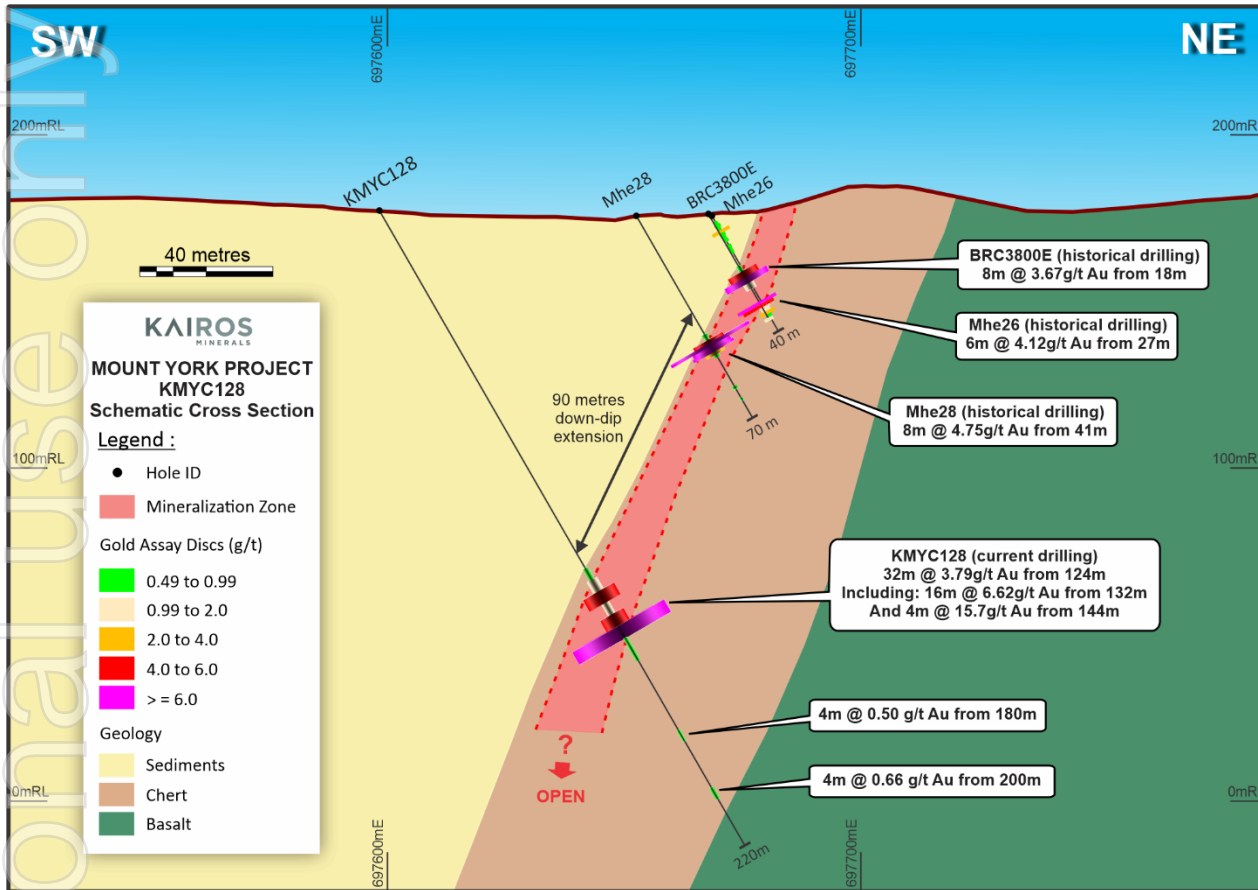 SW
NE
697600mE
697700mE
200mRL
200mR
KMYC128
Mhe28
BRC3800E
Mhe26
40 metres
BRC3800E (historical drilling)
8m @ 3.67g/t Au from 18m
KAIROS
MINERALS
MOUNT YORK PROJECT
KMYC128
Schematic Cross Section
Legend :
Hole ID
Mineralization Zone
Gold Assay Discs (g/t)
0.49 to 0.99
0.99 to 2.0
2.0 to 4.0
4.0 to 6.0
> = 6.0
Geology
Sediments
Chert
Basalt
40 m
Mhe26 (historical drilling)
6m @ 4.12g/t Au from 27m
90 metres
down-dip
extension
70 m
Mhe28 (historical drilling)
8m @ 4.75g/t Au from 41m
100mRL
100mR
KMYC128 (current drilling)
32m @ 3.79g/t Au from 124m
Including: 16m @ 6.62g/t Au from 132m
And 4m @ 15.7g/t Au from 144m
4m @ 0.50 g/t Au from 180m
4m @ 0.66 g/t Au from 200m
?
OPEN
0mRL
0mR
220m
697600mE
697700mE
onal use only